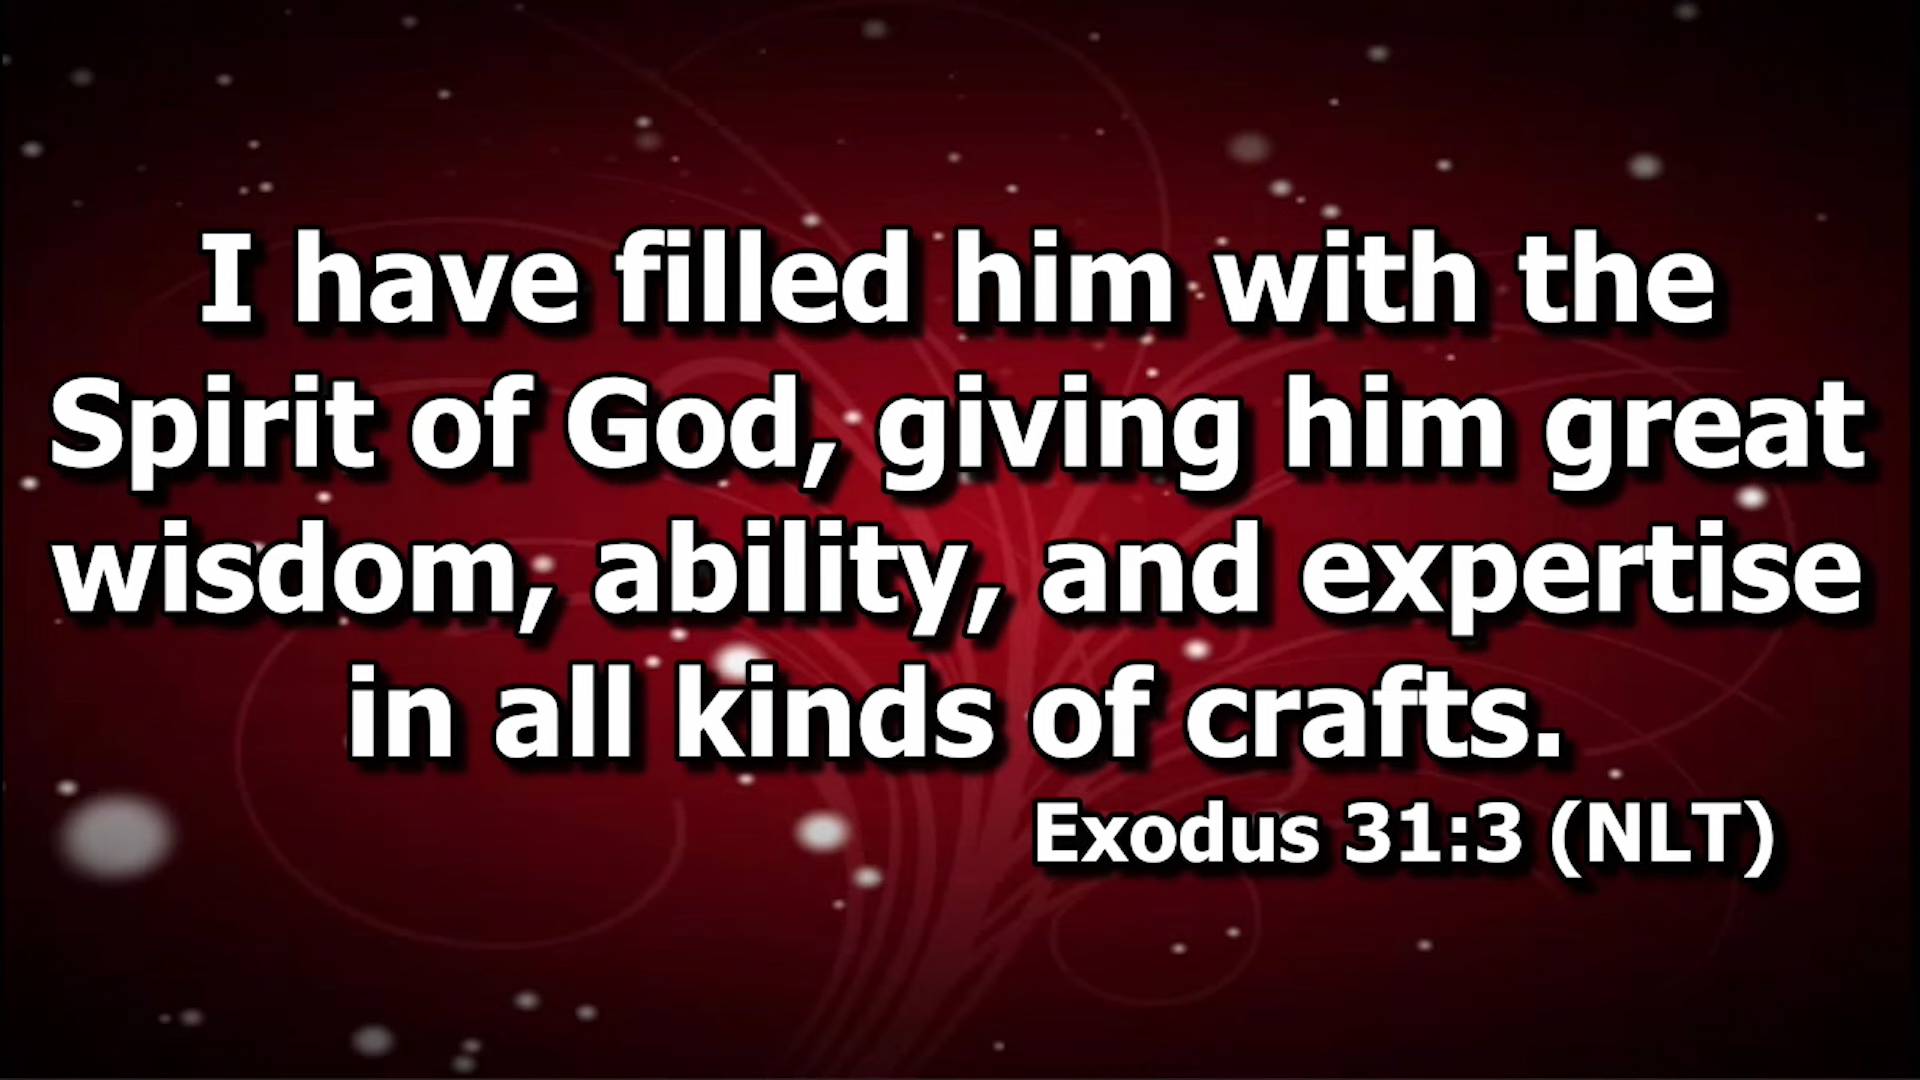 I have filled him with the
Spirit of God, giving him great
wisdom, ability, and expertise
in all kinds of crafts.
Exodus 31:3 (NLT)